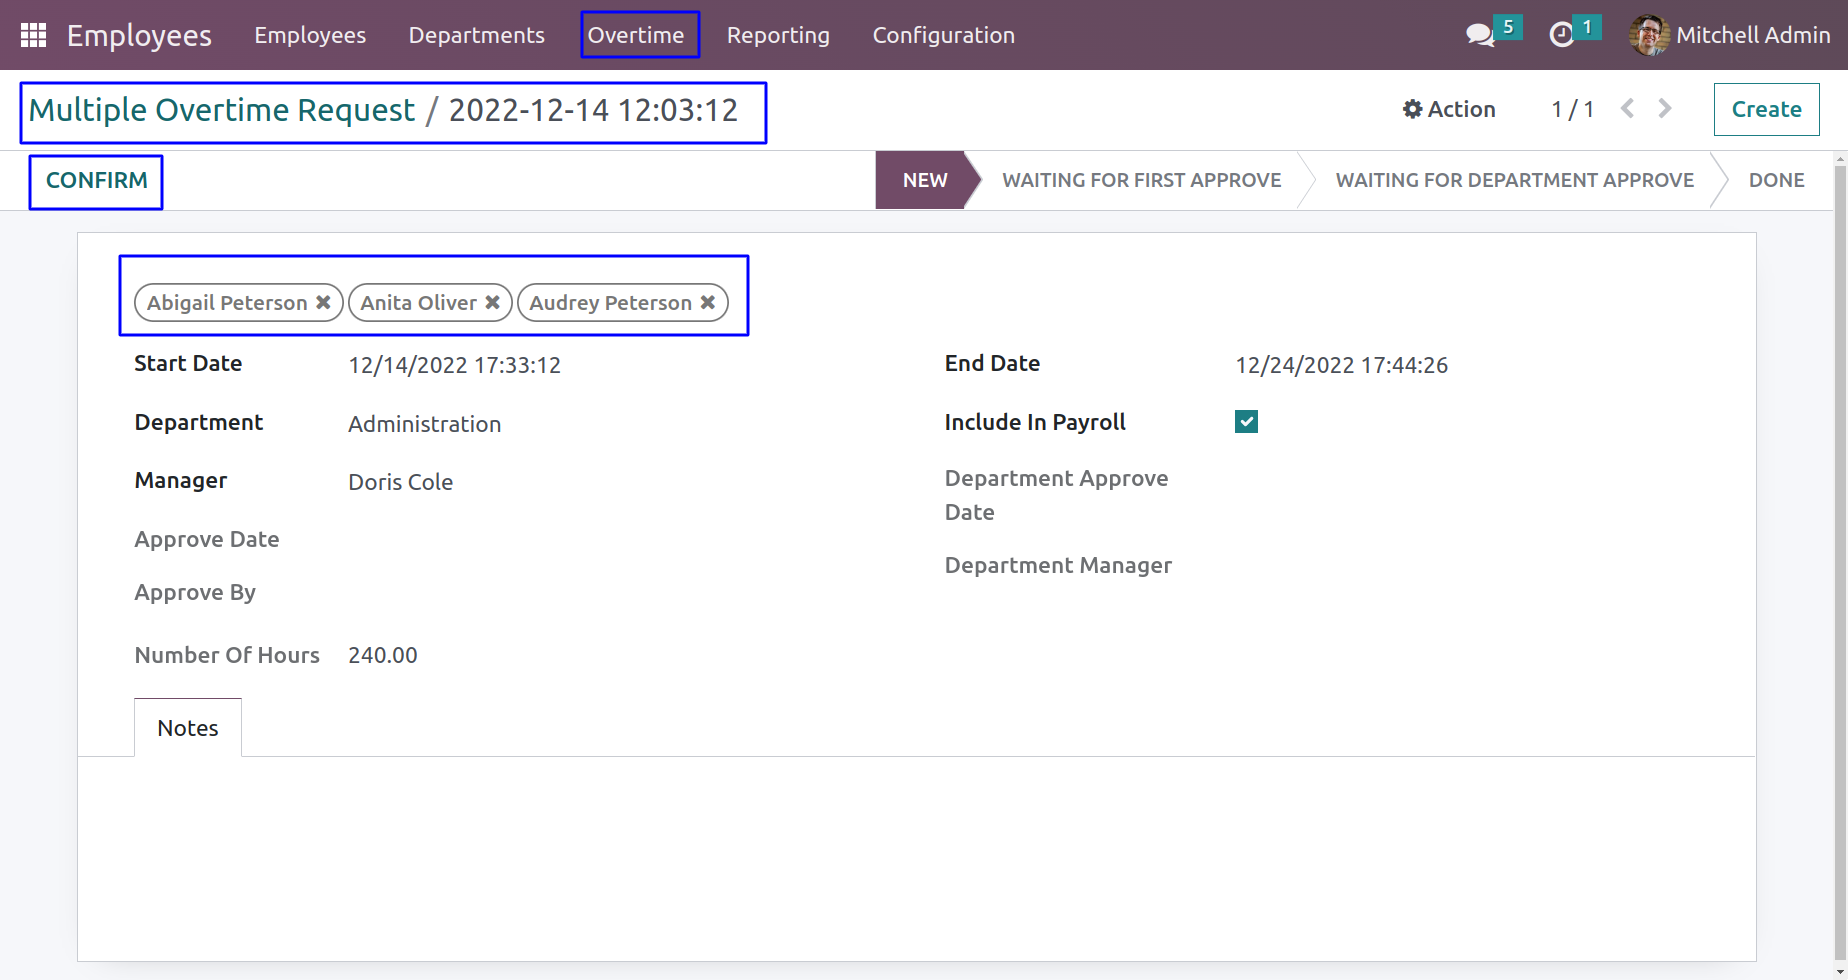 Employees Employees Departments Overtime Reporting Configuration 5 1 Mitchell Admin
Multiple Overtime Request / 2022-12-14 12:03:12 Action 1 / 1 Create
CONFIRM NEW WAITING FOR FIRST APPROVE WAITING FOR DEPARTMENT APPROVE DONE
Abigail Peterson ✖ Anita Oliver ✖ Audrey Peterson ✖
Start Date 12/14/2022 17:33:12 End Date 12/24/2022 17:44:26
Department Administration Include In Payroll
Manager Doris Cole Department Approve
Date
Approve Date
Department Manager
Approve By
Number Of Hours 240.00
Notes